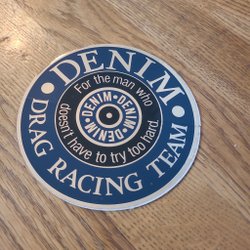 • DENIM •
DRAG RACING TEAM
For the man who
doesn't have to try too hard.
DENIM•DENIM•DENIM•